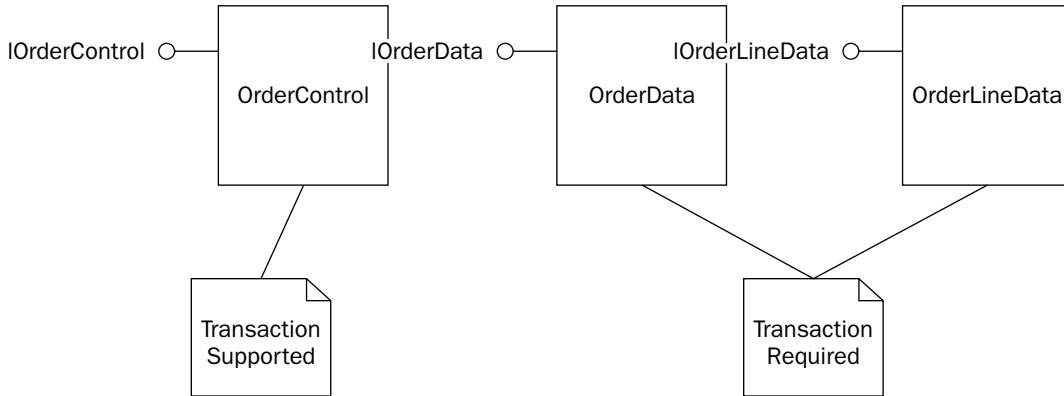 IOrderControl
IOrderData
IOrderLineData
OrderControl
OrderData
OrderLineData
Transaction
Supported
Transaction
Required